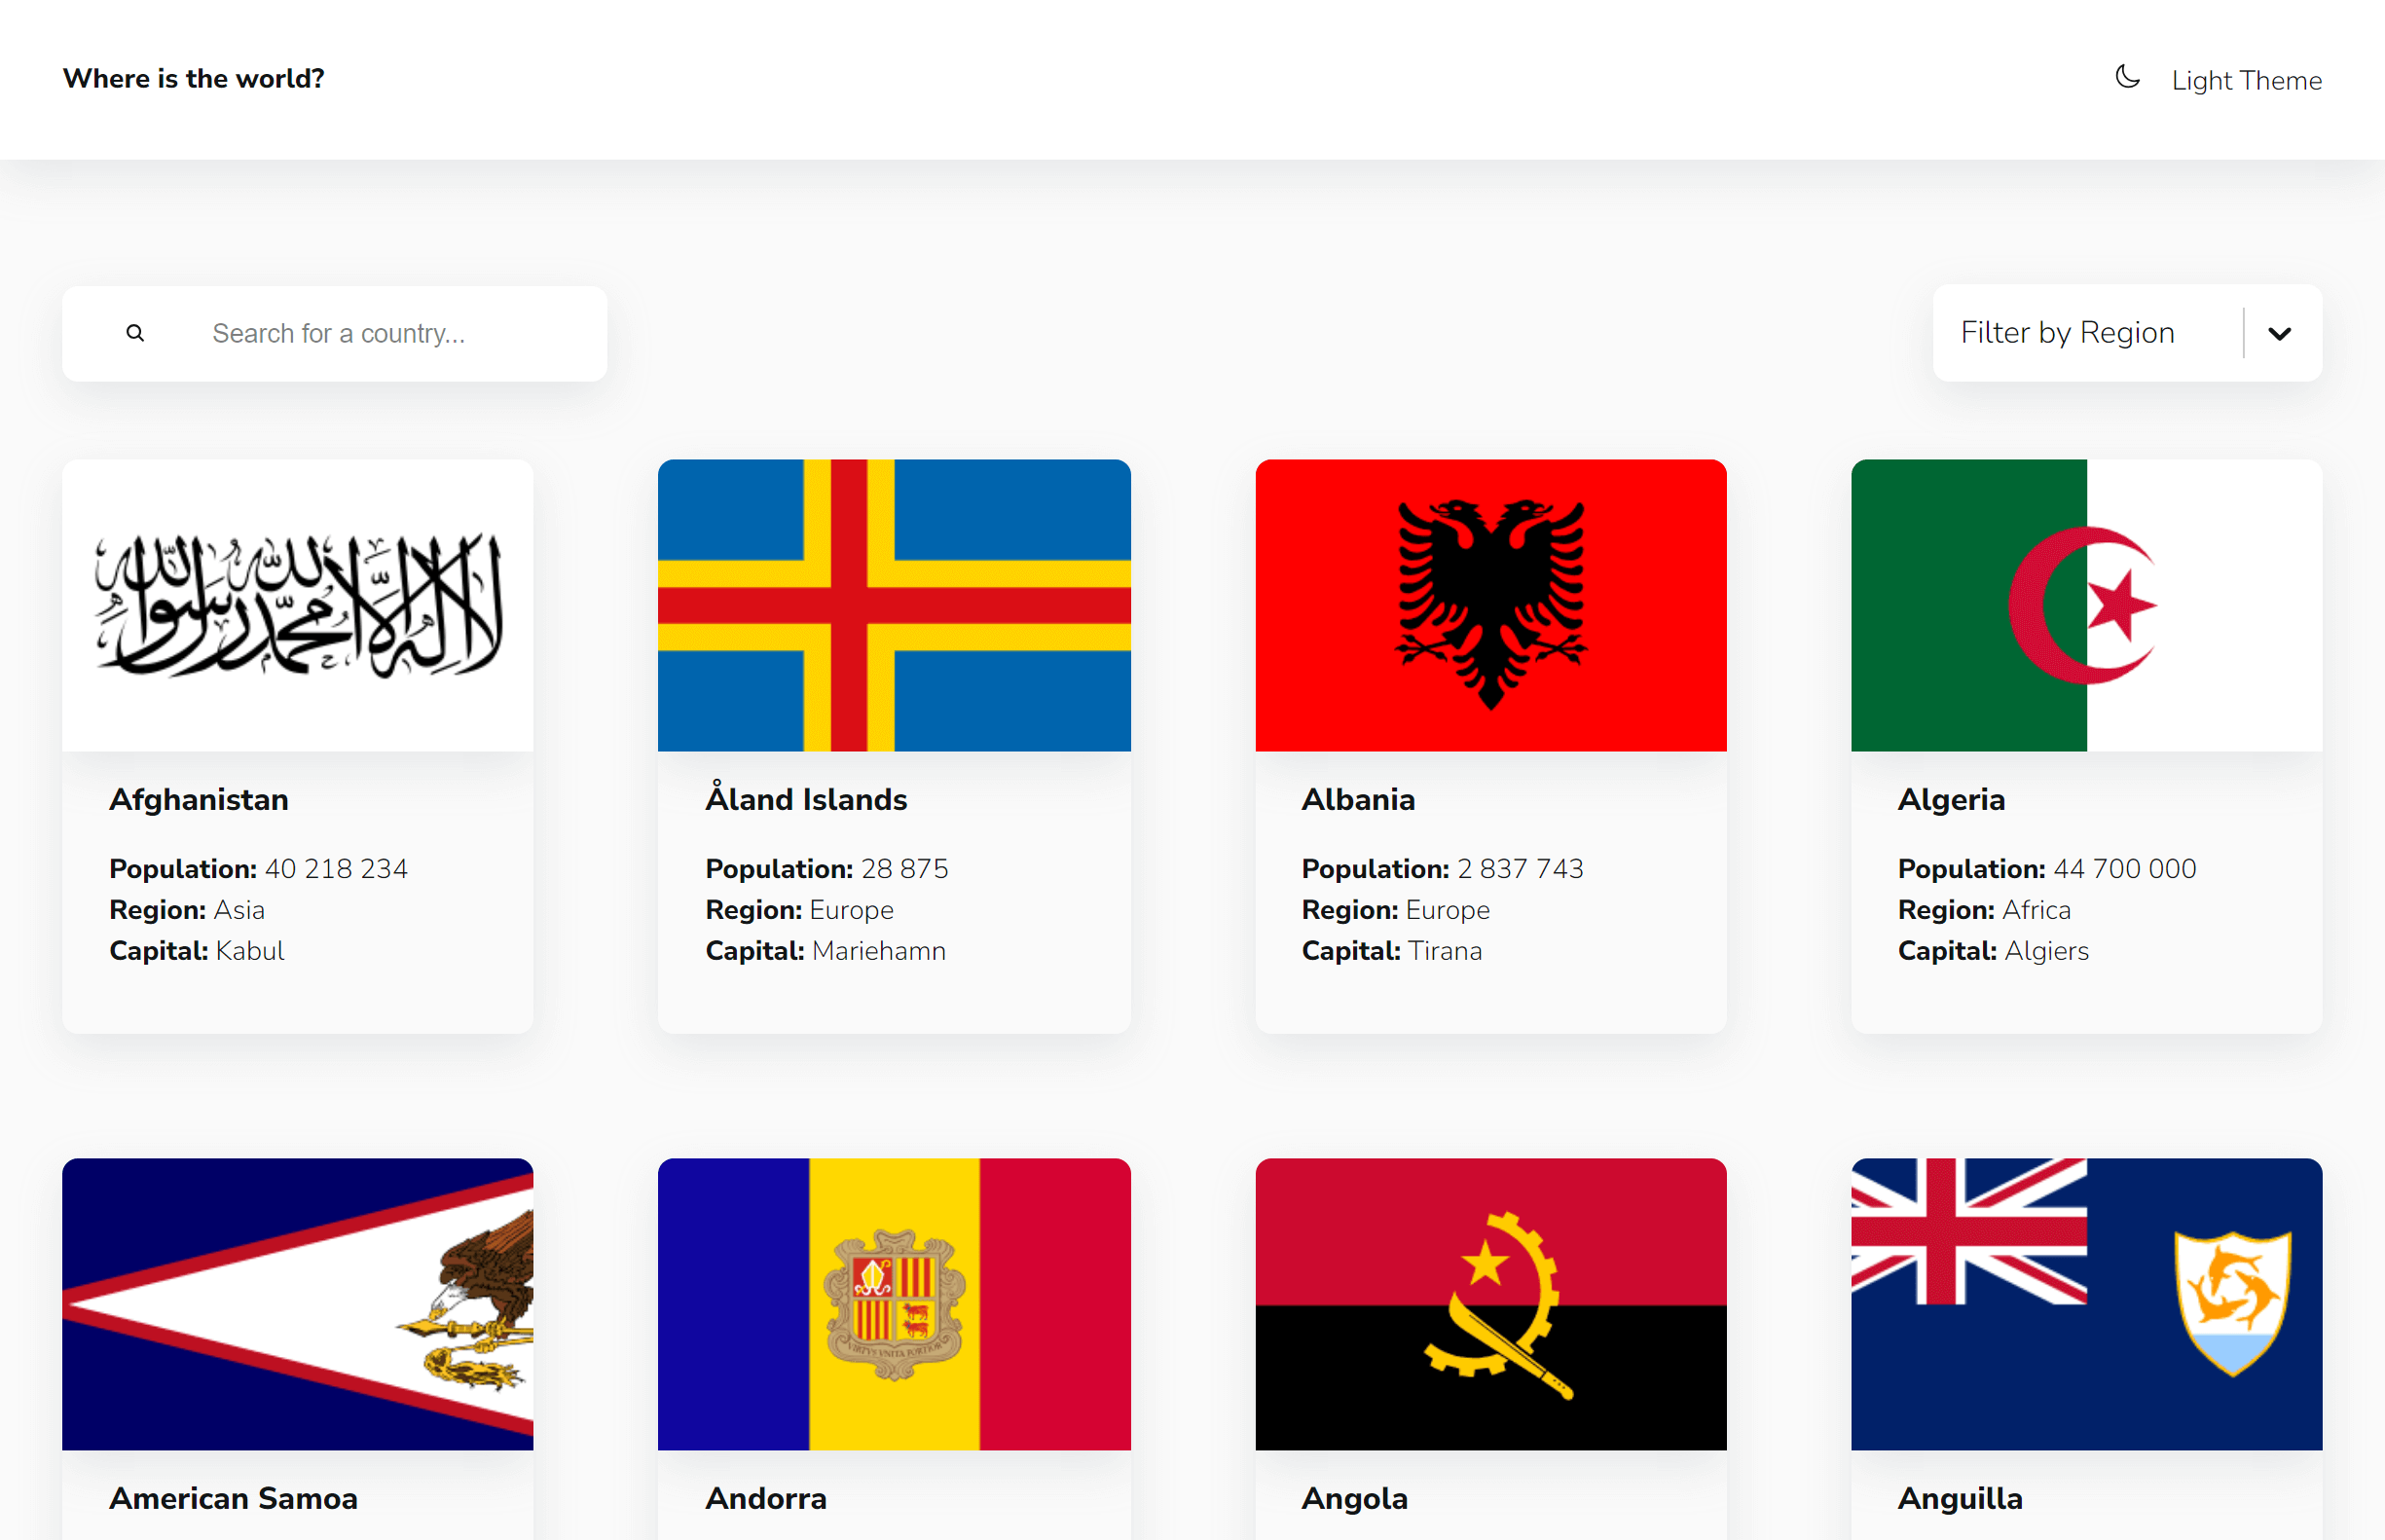 Where is the world?
Light Theme
Search for a country...
Filter by Region
لا إله إلا الله محمد رسول الله
Afghanistan
Population: 40 218 234
Region: Asia
Capital: Kabul
Åland Islands
Population: 28 875
Region: Europe
Capital: Mariehamn
Albania
Population: 2 837 743
Region: Europe
Capital: Tirana
Algeria
Population: 44 700 000
Region: Africa
Capital: Algiers
VIRTVS VNITA FORTIOR
American Samoa
Andorra
Angola
Anguilla